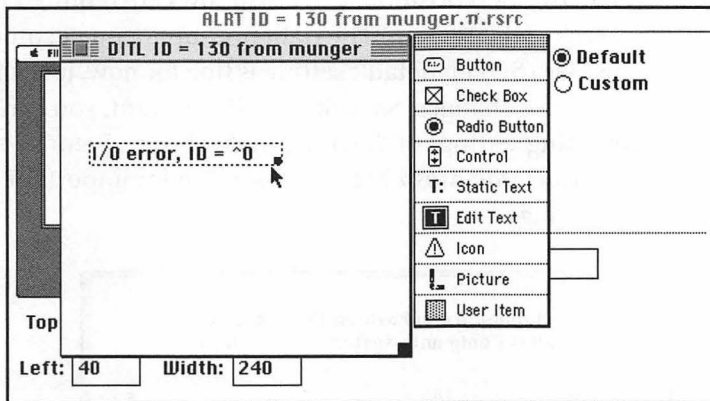 ALRT ID = 130 from munger.π.rsrc
DITL ID = 130 from munger
I/O error, ID = ^0
Button
Check Box
Radio Button
Control
T: Static Text
T Edit Text
Icon
Picture
User Item
Default
Custom
Top
Left: 40 Width: 240